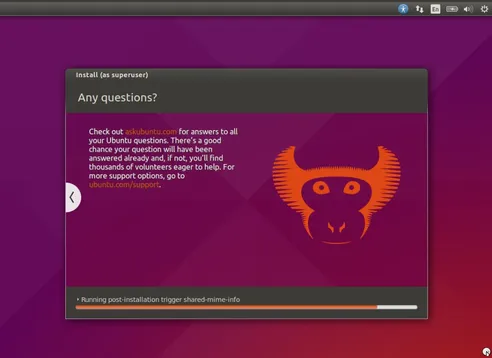 En
Install (as superuser)
Any questions?
Check out askubuntu.com for answers to all
your Ubuntu questions. There's a good
chance your question will have been
answered already and, if not, you'll find
thousands of volunteers eager to help. For
more support options, go to
ubuntu.com/support.
• Running post-installation trigger shared-mime-info